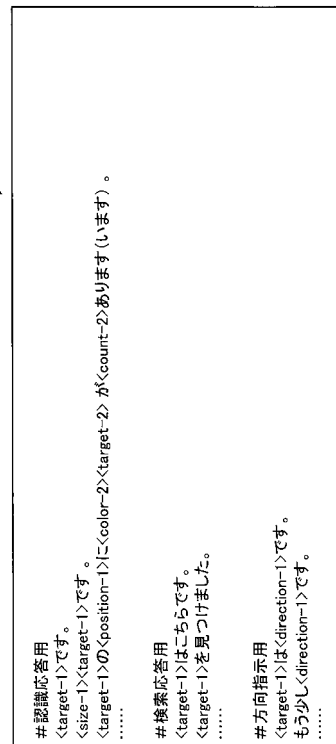 #認識応答用
<target-1>です。
<size-1><target-1>です。
<target-1>の<position-1>に<color-2><target-2> が<count-2>あります(います) 。
……
#検索応答用
<target-1>はこちらです。
<target-1>を見つけました。
……
#方向指示用
<target-1>は<direction-1>です。
もう少し<direction-1>です。
……